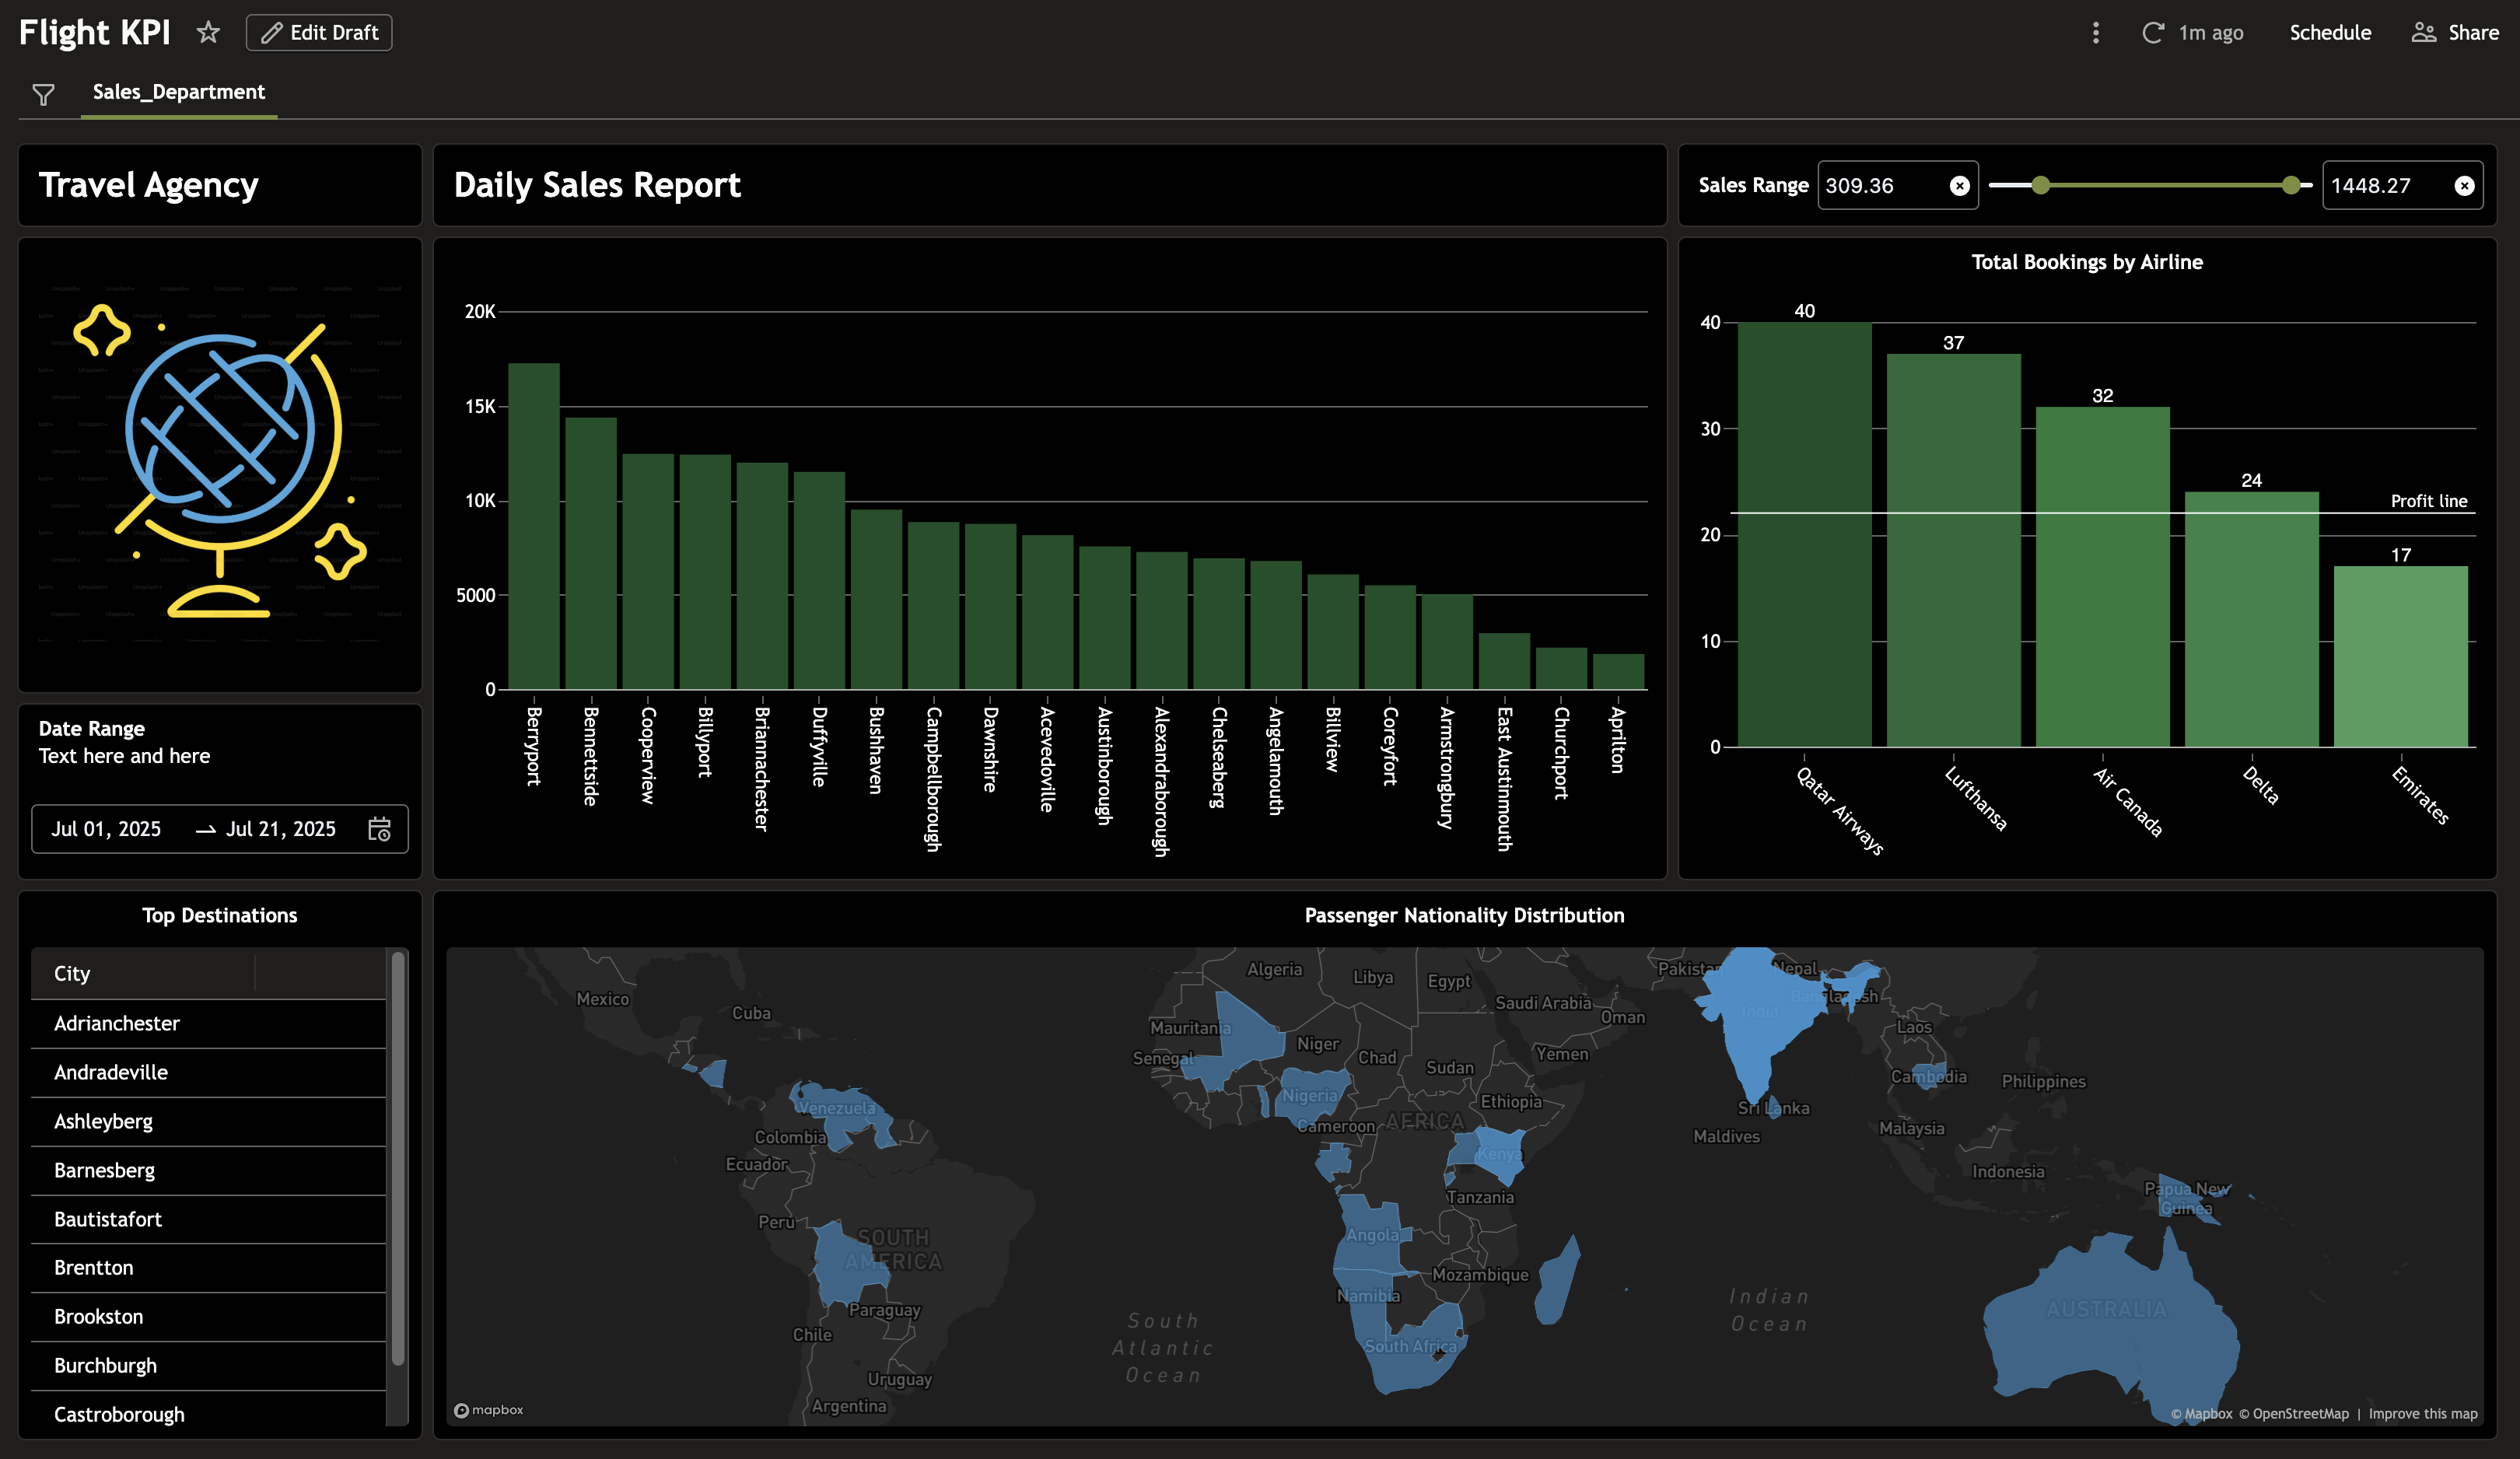 Flight KPI
Edit Draft
1m ago
Schedule
Share
Sales_Department
Travel Agency
Daily Sales Report
Sales Range
309.36
1448.27
20K
15K
10K
5000
0
Berryport
Bennettside
Cooperview
Billyport
Briannachester
Duffyville
Bushhaven
Campbellborough
Dawnshire
Acevedoville
Austinborough
Alexandraborough
Chelseaberg
Angelamouth
Billview
Coreyfort
Armstrongbury
East Austinmouth
Churchport
Aprilton
Total Bookings by Airline
40
30
20
10
0
40
37
32
24
17
Profit line
Qatar Airways
Lufthansa
Air Canada
Delta
Emirates
Date Range
Text here and here
Jul 01, 2025
Jul 21, 2025
Top Destinations
City
Adrianchester
Andradeville
Ashleyberg
Barnesberg
Bautistafort
Brentton
Brookston
Burchburgh
Castroborough
Passenger Nationality Distribution
Mexico
Cuba
Venezuela
Colombia
Ecuador
Peru
SOUTH
AMERICA
Paraguay
Chile
Uruguay
Argentina
South
Atlantic
Ocean
Algeria
Libya
Egypt
Saudi Arabia
Oman
Mauritania
Niger
Chad
Sudan
Yemen
Senegal
Nigeria
Ethiopia
Cameroon
AFRICA
Kenya
Tanzania
Angola
Mozambique
Namibia
South Africa
Pakistan
Nepal
Bangladesh
India
Laos
Cambodia
Philippines
Sri Lanka
Maldives
Malaysia
Indonesia
Papua New
Guinea
Indian
Ocean
AUSTRALIA
mapbox
© Mapbox © OpenStreetMap | Improve this map